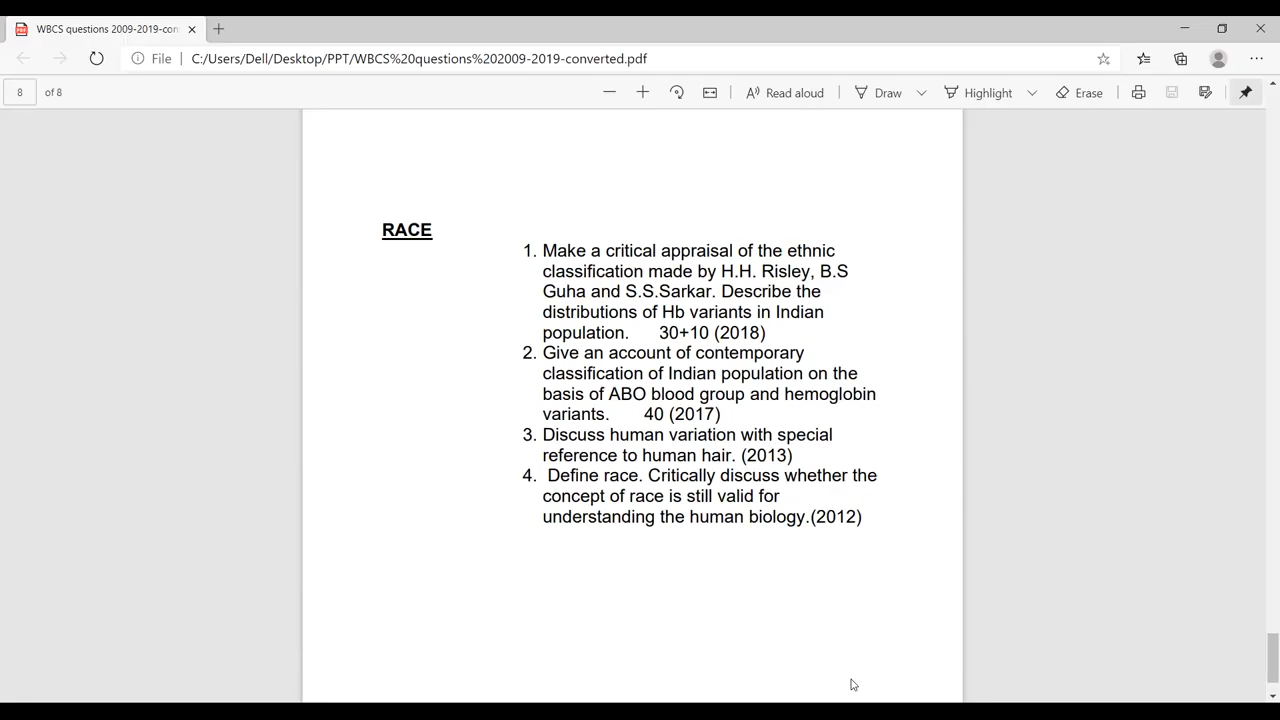 WBCS questions 2009-2019-con
File
C:/Users/Dell/Desktop/PPT/WBCS%20questions%202009-2019-converted.pdf
8 of 8
Read aloud
Draw
Highlight
Erase
RACE
1. Make a critical appraisal of the ethnic
classification made by H.H. Risley, B.S
Guha and S.S.Sarkar. Describe the
distributions of Hb variants in Indian
population. 30+10 (2018)
2. Give an account of contemporary
classification of Indian population on the
basis of ABO blood group and hemoglobin
variants. 40 (2017)
3. Discuss human variation with special
reference to human hair. (2013)
4. Define race. Critically discuss whether the
concept of race is still valid for
understanding the human biology.(2012)